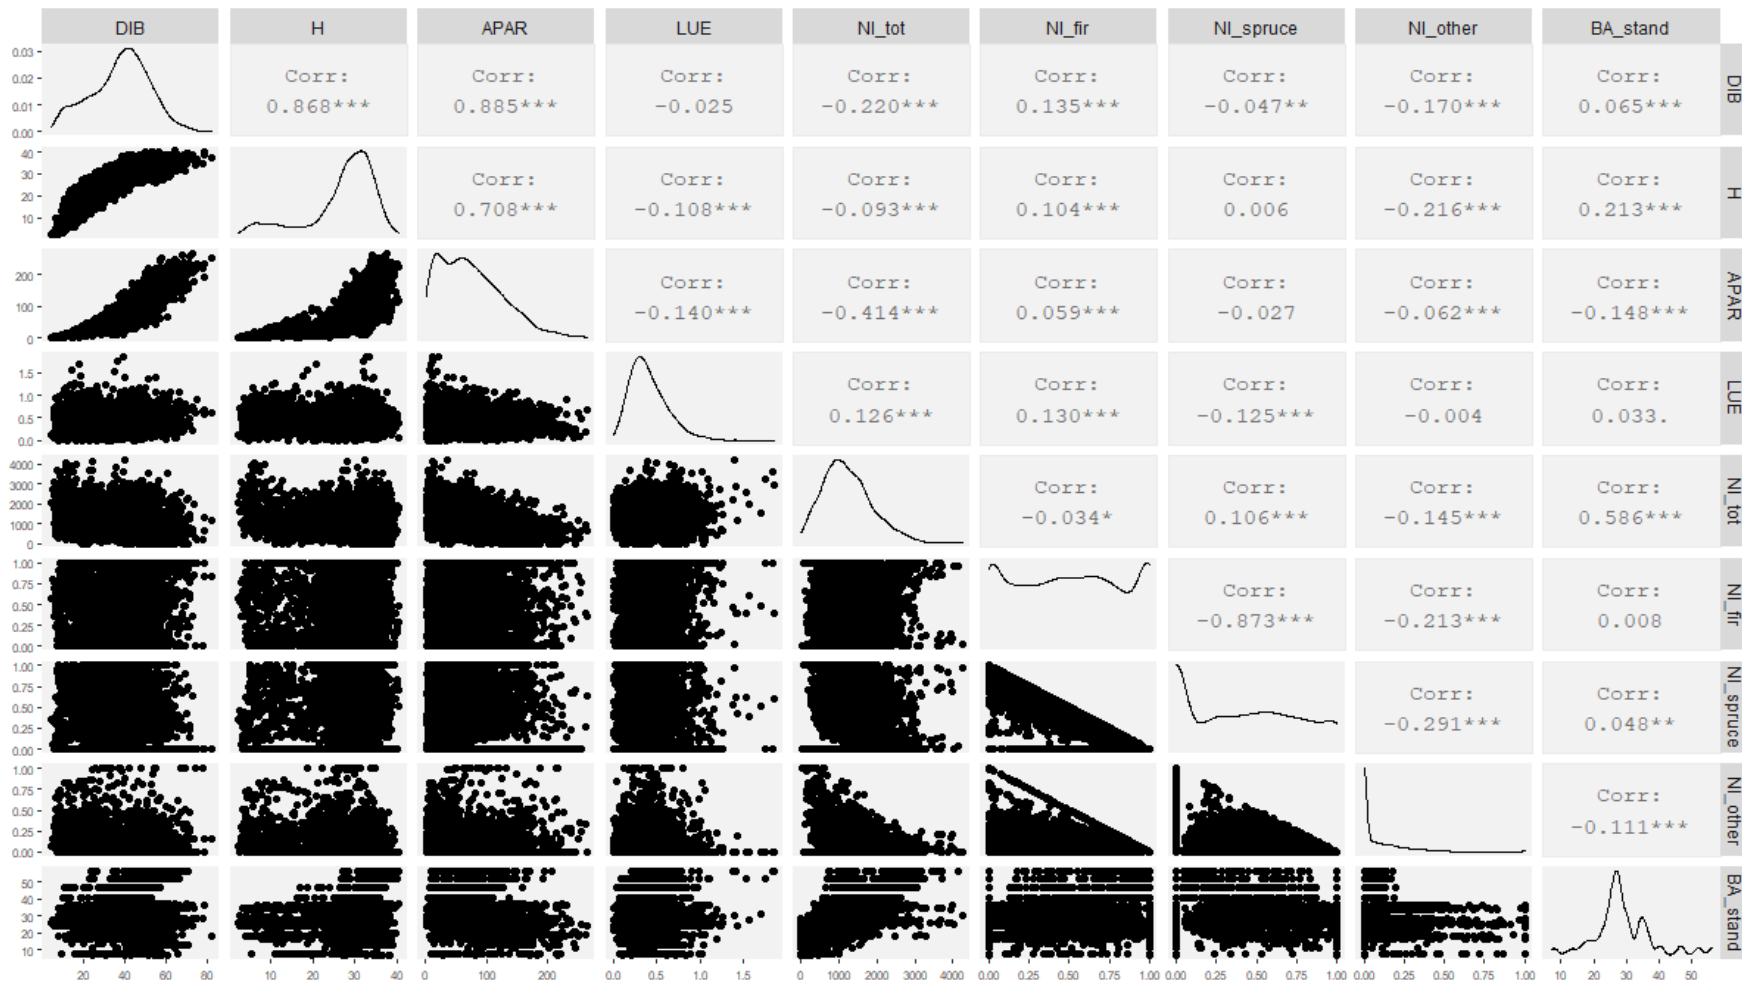 DIB H APAR LUE NI_tot NI_fir NI_spruce NI_other BA_stand
0.03
0.02
0.01
0.00
Corr: Corr: Corr: Corr: Corr: Corr: Corr: Corr:
0.868*** 0.885*** -0.025 -0.220*** 0.135*** -0.047** -0.170*** 0.065***
DIB
40
30
20
10
Corr: Corr: Corr: Corr: Corr: Corr: Corr:
0.708*** -0.108*** -0.093*** 0.104*** 0.006 -0.216*** 0.213***
H
200
100
0
Corr: Corr: Corr: Corr: Corr: Corr:
-0.140*** -0.414*** 0.059*** -0.027 -0.062*** -0.148***
APAR
1.5
1.0
0.5
0.0
Corr: Corr: Corr: Corr: Corr:
0.126*** 0.130*** -0.125*** -0.004 0.033.
LUE
4000
3000
2000
1000
0
Corr: Corr: Corr: Corr:
-0.034* 0.106*** -0.145*** 0.586***
NI_tot
1.00
0.75
0.50
0.25
0.00
Corr: Corr: Corr:
-0.873*** -0.213*** 0.008
NI_fir
1.00
0.75
0.50
0.25
0.00
Corr: Corr:
-0.291*** 0.048**
NI_spruce
1.00
0.75
0.50
0.25
0.00
Corr:
-0.111***
NI_other
50
40
30
20
10
BA_stand
20 40 60 80 10 20 30 40 0 100 200 0.0 0.5 1.0 1.5 0 1000 2000 3000 4000 0.00 0.25 0.50 0.75 1.00 0.00 0.25 0.50 0.75 1.00 0.00 0.25 0.50 0.75 1.00 10 20 30 40 50